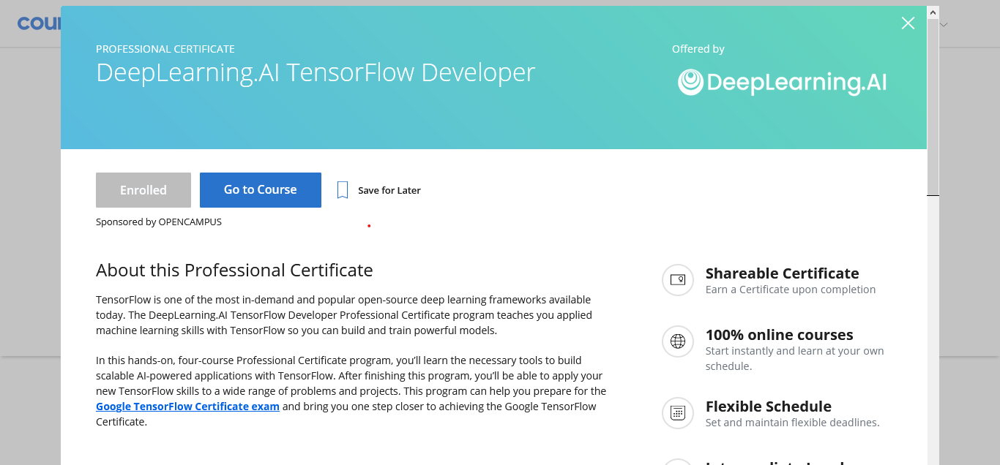 cour
PROFESSIONAL CERTIFICATE
DeepLearning.AI TensorFlow Developer
Offered by
DeepLearning.AI
Enrolled
Go to Course
Save for Later
Sponsored by OPENCAMPUS
About this Professional Certificate
TensorFlow is one of the most in-demand and popular open-source deep learning frameworks available
today. The DeepLearning.AI TensorFlow Developer Professional Certificate program teaches you applied
machine learning skills with TensorFlow so you can build and train powerful models.
In this hands-on, four-course Professional Certificate program, you’ll learn the necessary tools to build
scalable AI-powered applications with TensorFlow. After finishing this program, you’ll be able to apply your
new TensorFlow skills to a wide range of problems and projects. This program can help you prepare for the
Google TensorFlow Certificate exam and bring you one step closer to achieving the Google TensorFlow
Certificate.
Shareable Certificate
Earn a Certificate upon completion
100% online courses
Start instantly and learn at your own
schedule.
Flexible Schedule
Set and maintain flexible deadlines.